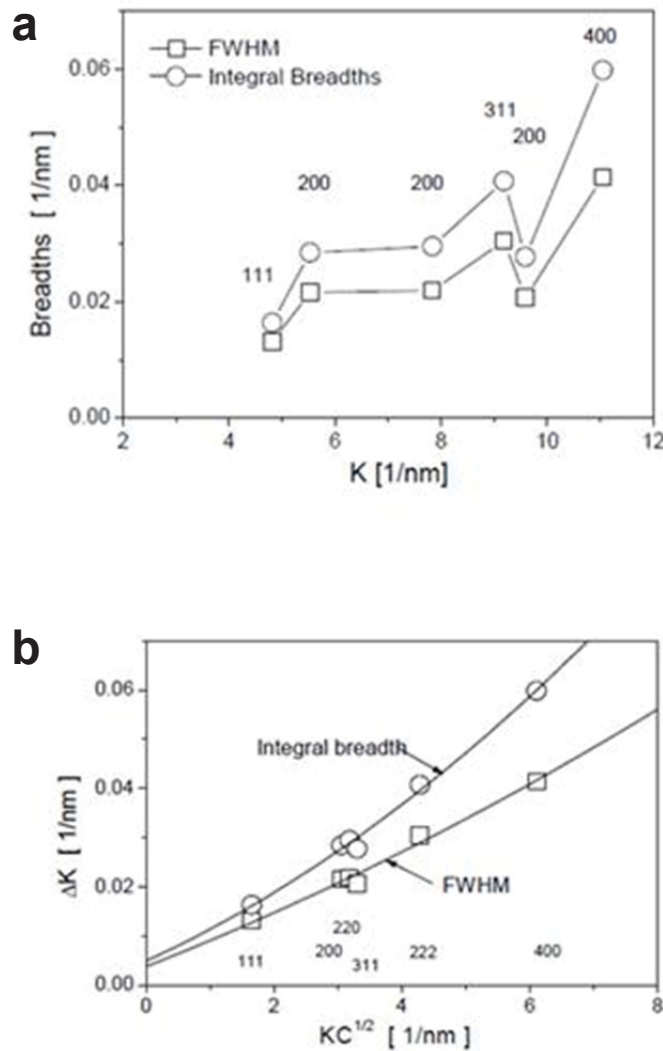 a
FWHM
Integral Breadths
400
311
200
200
200
111
0.06
0.04
0.02
0.00
Breadths [ 1/nm ]
2 4 6 8 10 12
K [1/nm]
b
0.06
0.04
0.02
0.00
ΔK [ 1/nm ]
Integral breadth
FWHM
220
111 200 311 222 400
0 2 4 6 8
KC1/2 [ 1/nm ]